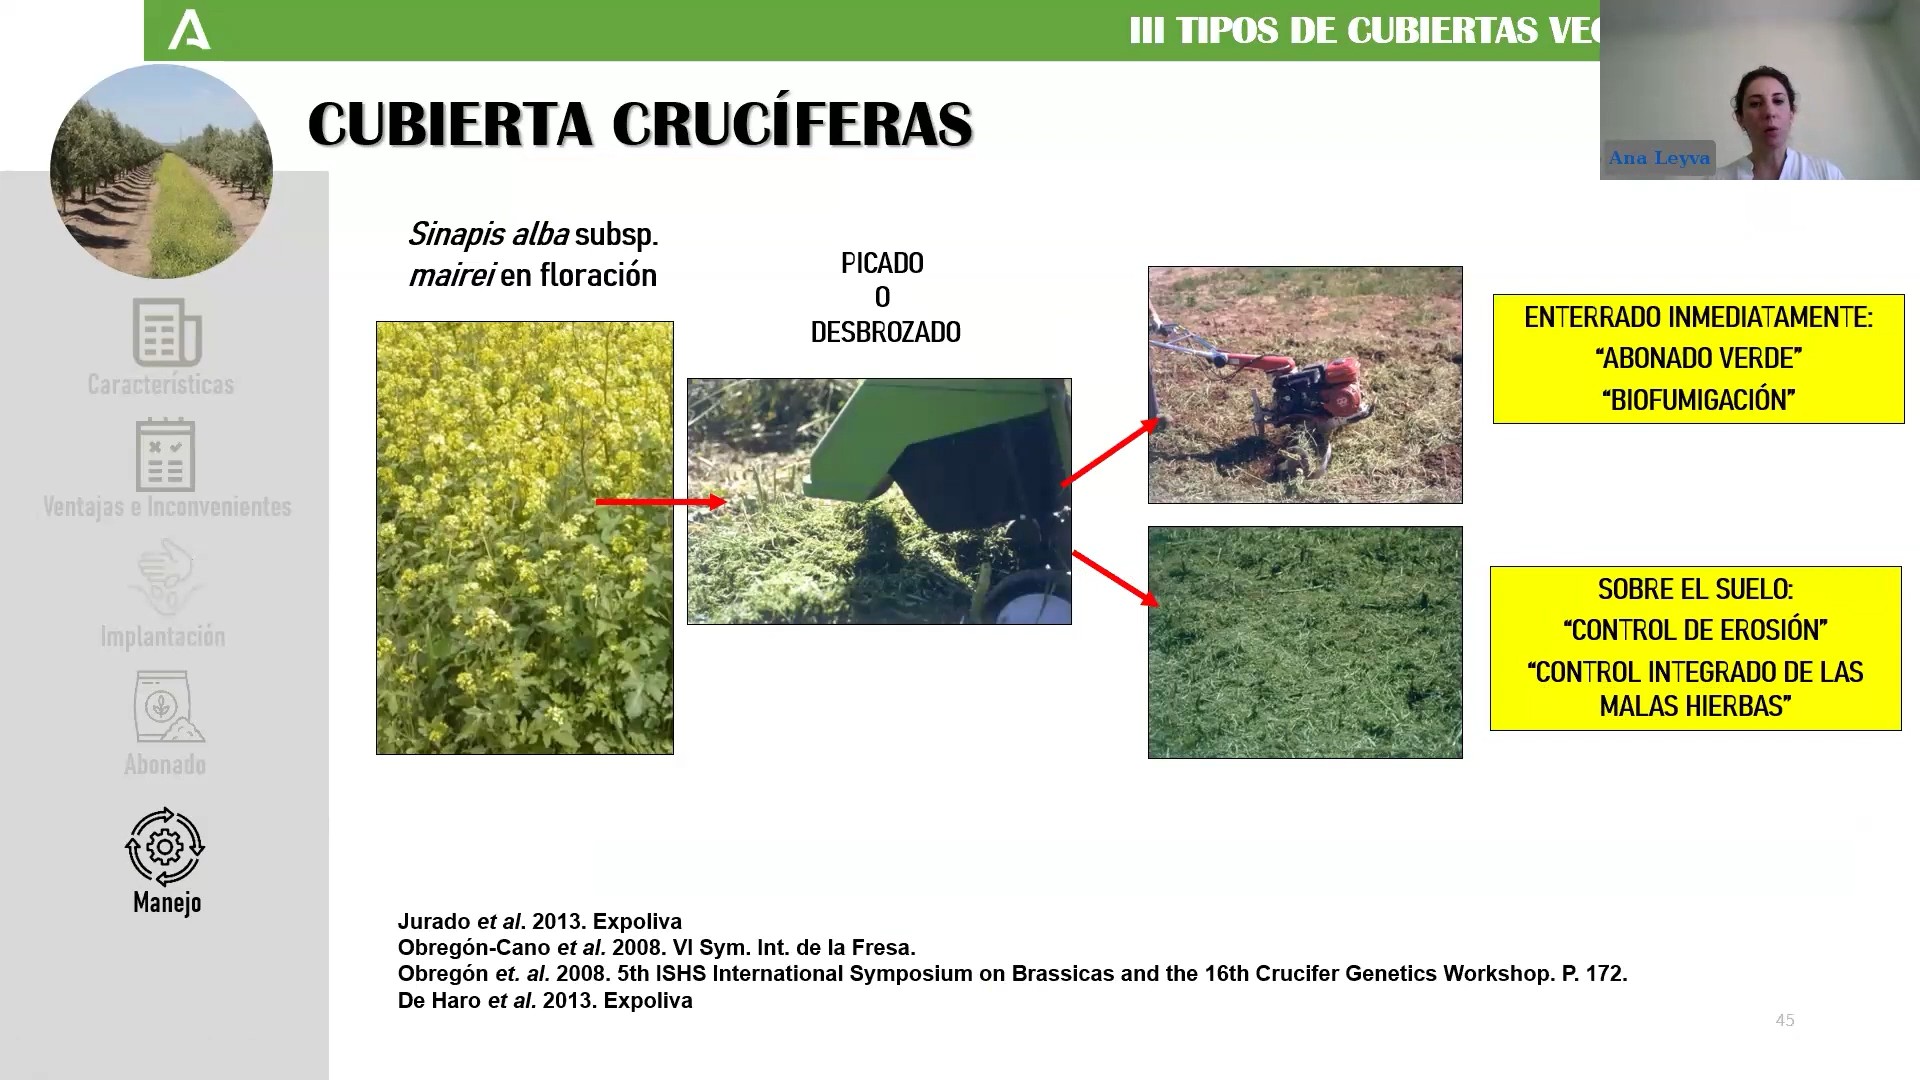 III TIPOS DE CUBIERTAS
Ana Leyva
CUBIERTA CRUCÍFERAS
Sinapis alba subsp.
mairei en floración
PICADO
O
DESBROZADO
ENTERRADO INMEDIATAMENTE:
“ABONADO VERDE”
“BIOFUMIGACIÓN”
SOBRE EL SUELO:
“CONTROL DE EROSIÓN”
“CONTROL INTEGRADO DE LAS
MALAS HIERBAS”
Características
Ventajas e Inconvenientes
Implantación
Abonado
Manejo
Jurado et al. 2013. Expoliva
Obregón-Cano et al. 2008. VI Sym. Int. de la Fresa.
Obregón et. al. 2008. 5th ISHS International Symposium on Brassicas and the 16th Crucifer Genetics Workshop. P. 172.
De Haro et al. 2013. Expoliva
45